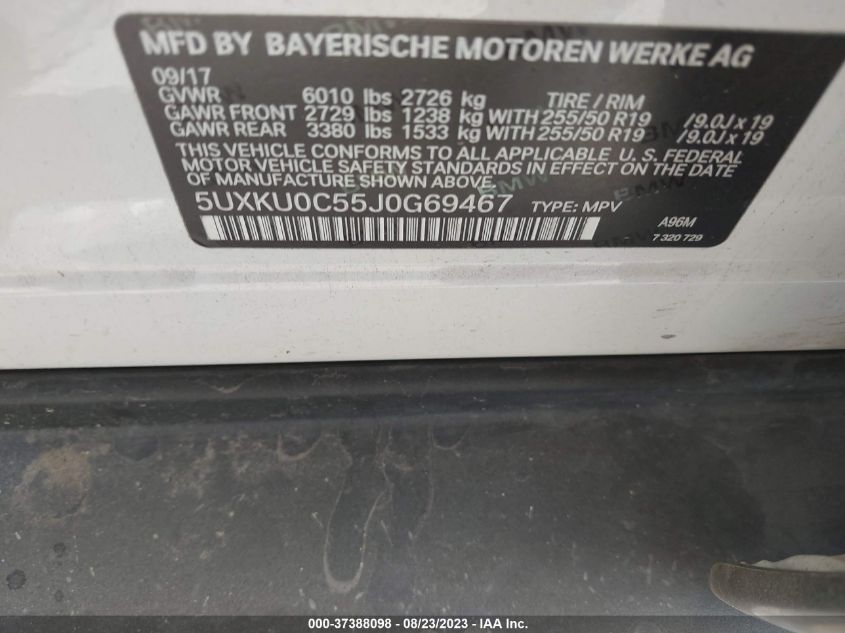 MFD BY BAYERISCHE MOTOREN WERKE AG
09/17
GVWR 6010 lbs 2726 kg TIRE / RIM
GAWR FRONT 2729 lbs 1238 kg WITH 255/50 R19 /9.0J x 19
GAWR REAR 3380 lbs 1533 kg WITH 255/50 R19 /9.0J x 19
THIS VEHICLE CONFORMS TO ALL APPLICABLE U. S. FEDERAL
MOTOR VEHICLE SAFETY STANDARDS IN EFFECT ON THE DATE
OF MANUFACTURE SHOWN ABOVE.
5UXKU0C55J0G69467 TYPE: MPV A96M
7 320 729
000-37388098 - 08/23/2023 - Copyright IAA, Inc.